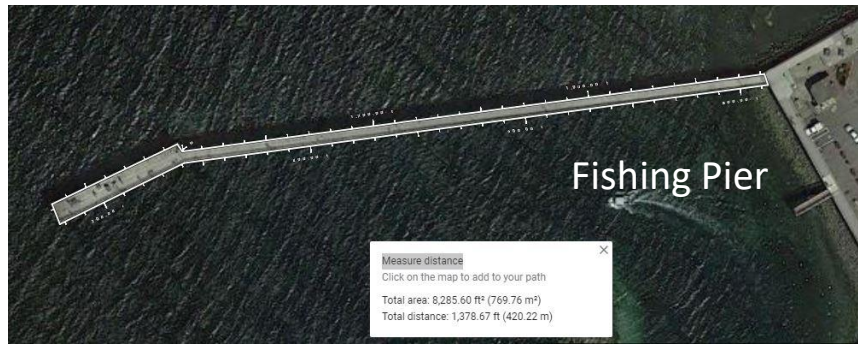 Fishing Pier
Measure distance
Click on the map to add to your path
Total area: 8,285.60 ft² (769.76 m²)
Total distance: 1,378.67 ft (420.22 m)